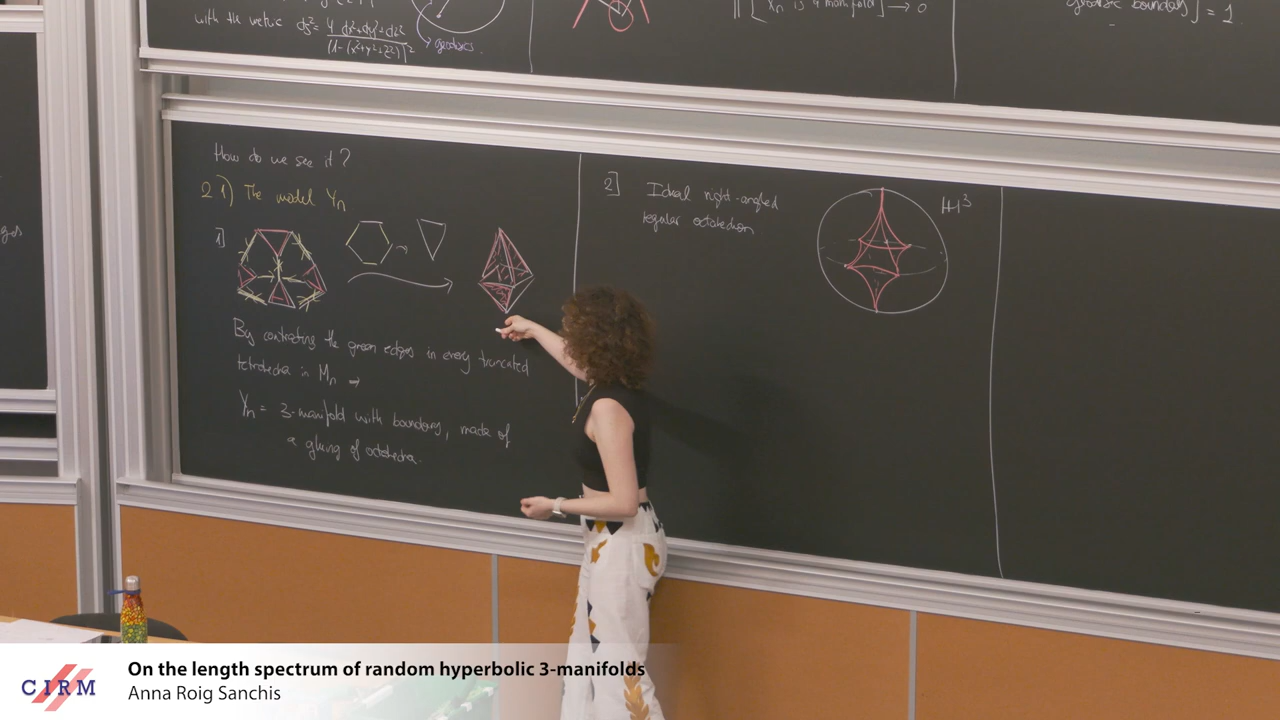 with the metric ds²= 4 dx²+dy²+dz²
(1-(x²+y²+z²))²
geodesics.
[ Xn is a manifold ] → 0
geodesic boundary ] = 1
How do we see it?
2 1) The model Yn
1]
By contracting the green edges in every truncated
tetrahedra in Mn →
Yn = 3-manifold with boundary, made of
a gluing of octahedra.
2] Ideal right-angled
regular octahedron
H³
CIRM
On the length spectrum of random hyperbolic 3-manifolds
Anna Roig Sanchis